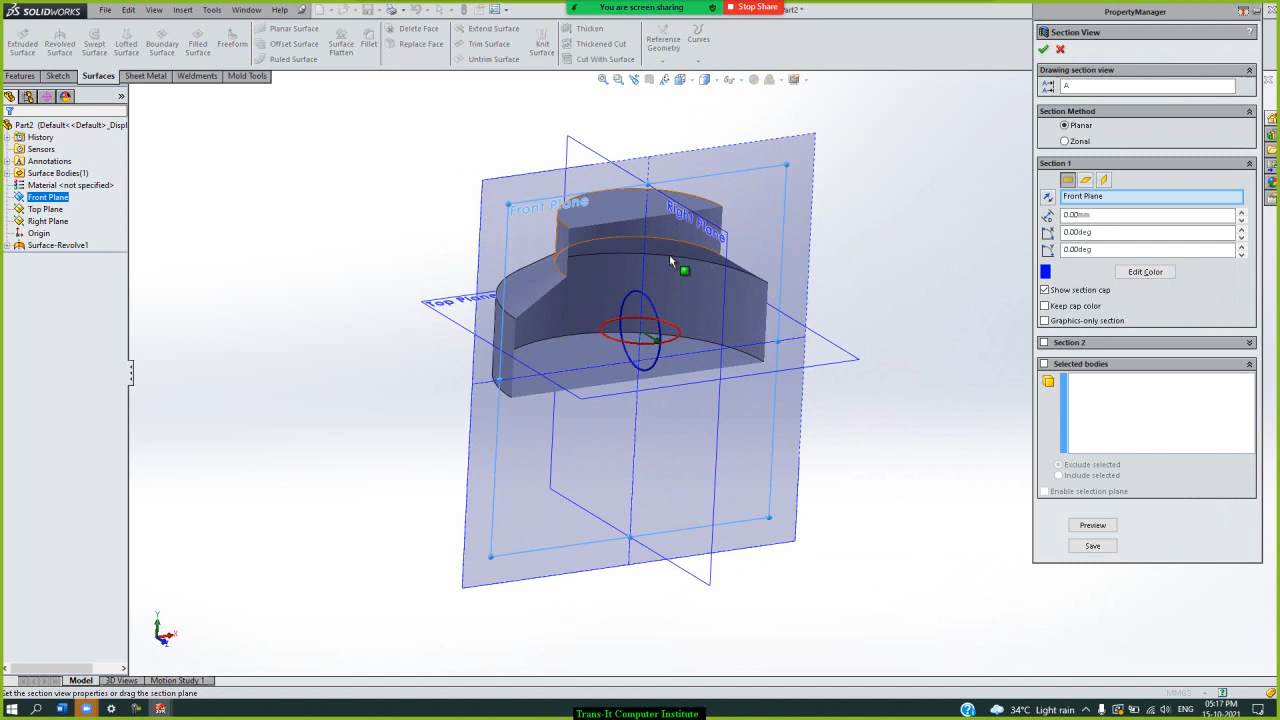 SOLIDWORKS File Edit View Insert Tools Window Help
You are screen sharing Stop Share
Part2 *
PropertyManager
Extruded Surface
Revolved Surface
Swept Surface
Lofted Surface
Boundary Surface
Filled Surface
Freeform
Planar Surface
Offset Surface
Ruled Surface
Surface Flatten
Fillet
Delete Face
Replace Face
Extend Surface
Trim Surface
Untrim Surface
Knit Surface
Thicken
Thickened Cut
Cut With Surface
Reference Geometry
Curves
Features Sketch Surfaces Sheet Metal Weldments Mold Tools
Part2 (Default<<Default>_Displ
History
Sensors
Annotations
Surface Bodies(1)
Material <not specified>
Front Plane
Top Plane
Right Plane
Origin
Surface-Revolve1
Front Plane
Right Plane
Top Plane
Y
X
Z
Section View
?
Drawing section view
A
Section Method
Planar
Zonal
Section 1
Front Plane
0.00mm
0.00deg
0.00deg
Edit Color
Show section cap
Keep cap color
Graphics-only section
Section 2
Selected bodies
Exclude selected
Include selected
Enable selection plane
Preview
Save
Model 3D Views Motion Study 1
Set the section view properties or drag the section plane
MMGS
Trans-It Computer Institute
34°C Light rain
ENG
05:17 PM
15-10-2021